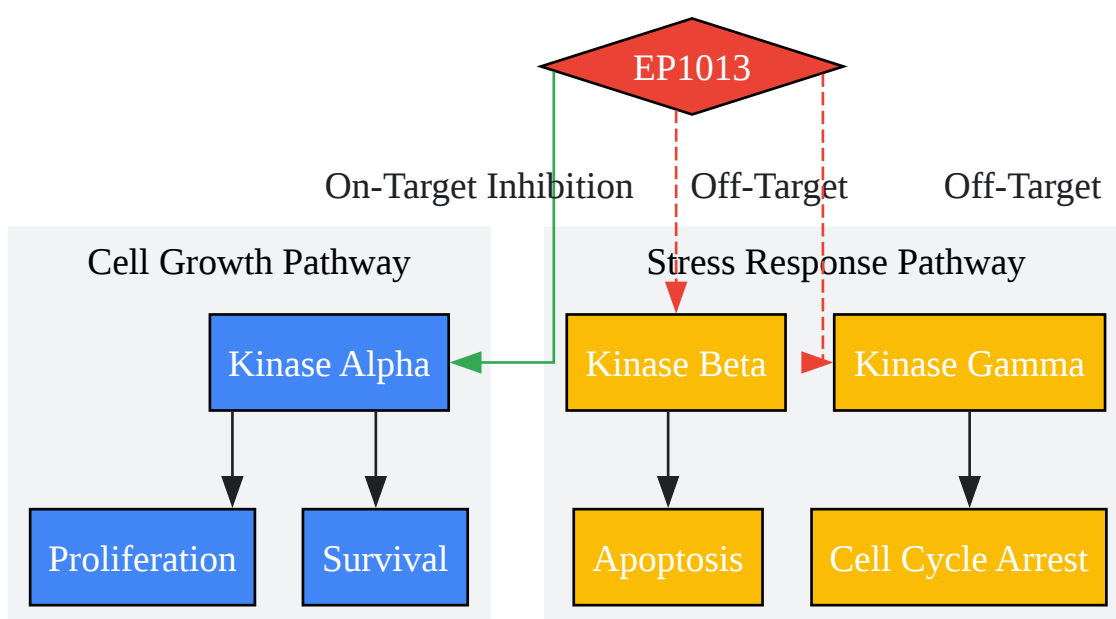 EP1013
On-Target Inhibition
Off-Target
Off-Target
Cell Growth Pathway
Stress Response Pathway
Kinase Alpha
Kinase Beta
Kinase Gamma
Proliferation
Survival
Apoptosis
Cell Cycle Arrest